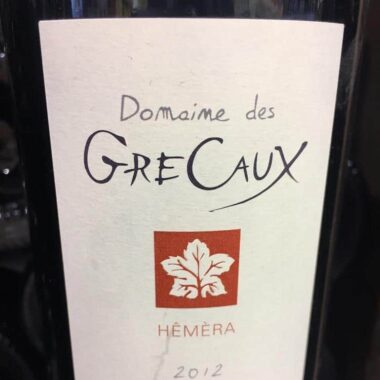 Domaine des
GRECAUX
HÊMÈRA
2012